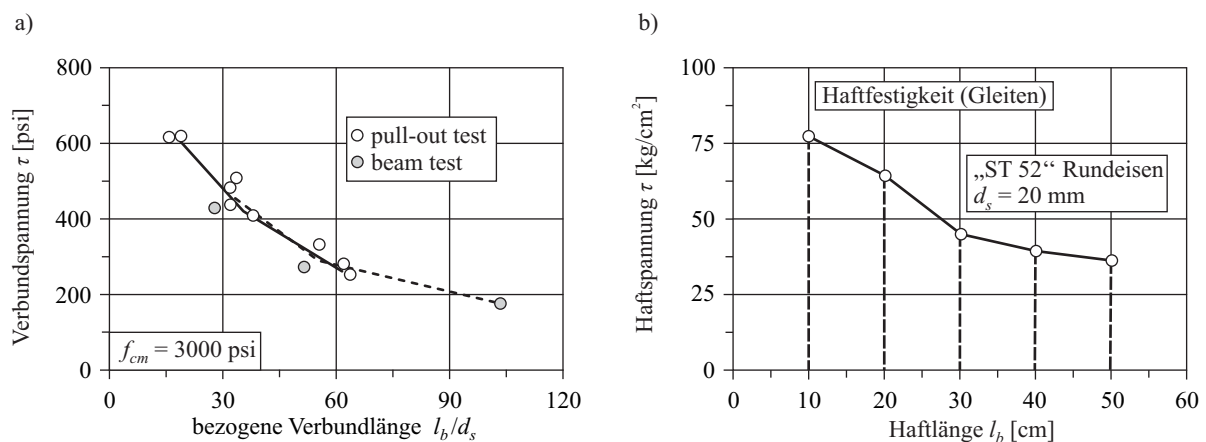 a)
Verbundspannung τ [psi]
800
600
400
200
0
pull-out test
beam test
f_cm = 3000 psi
0 30 60 90 120
bezogene Verbundlänge l_b/d_s
b)
Haftspannung τ [kg/cm²]
100
75
50
25
0
Haftfestigkeit (Gleiten)
„ST 52“ Rundeisen
d_s = 20 mm
0 10 20 30 40 50 60
Haftlänge l_b [cm]